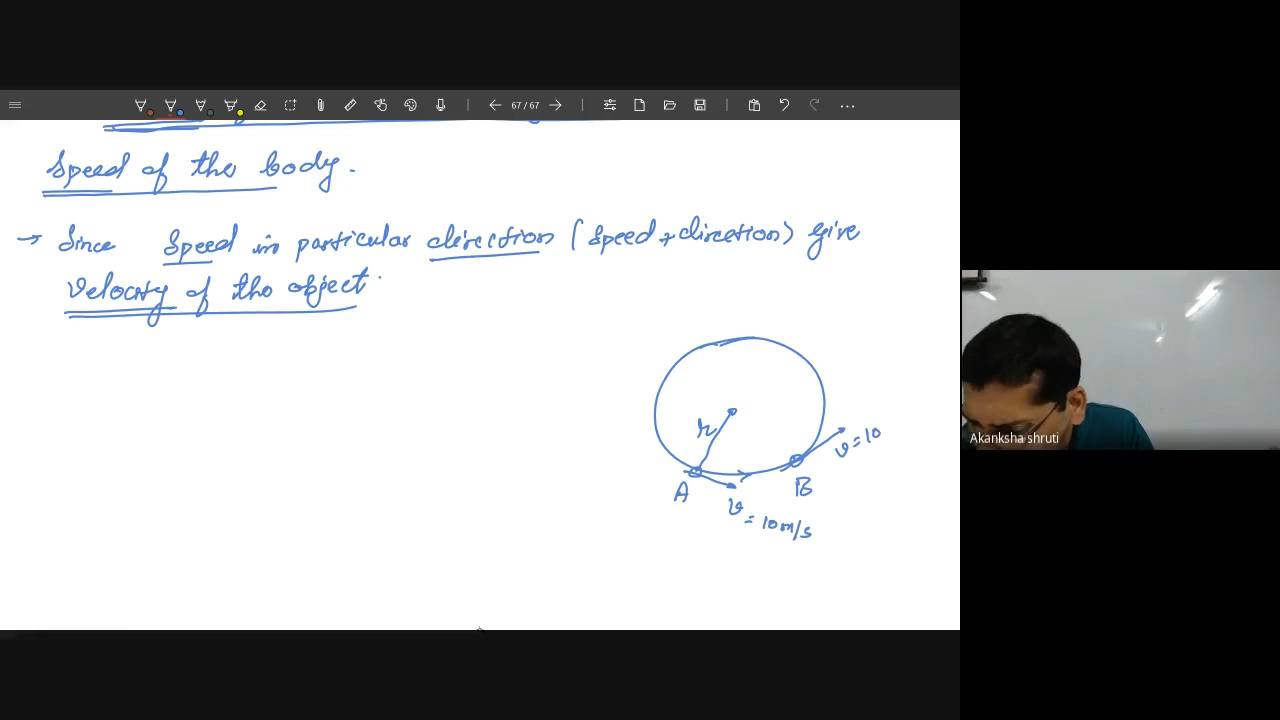 67/67
Speed of the body.
→ Since Speed in particular direction (Speed + direction) give
Velocity of the object.
r
v = 10
A
B
v
= 10 m/s
Akanksha shruti